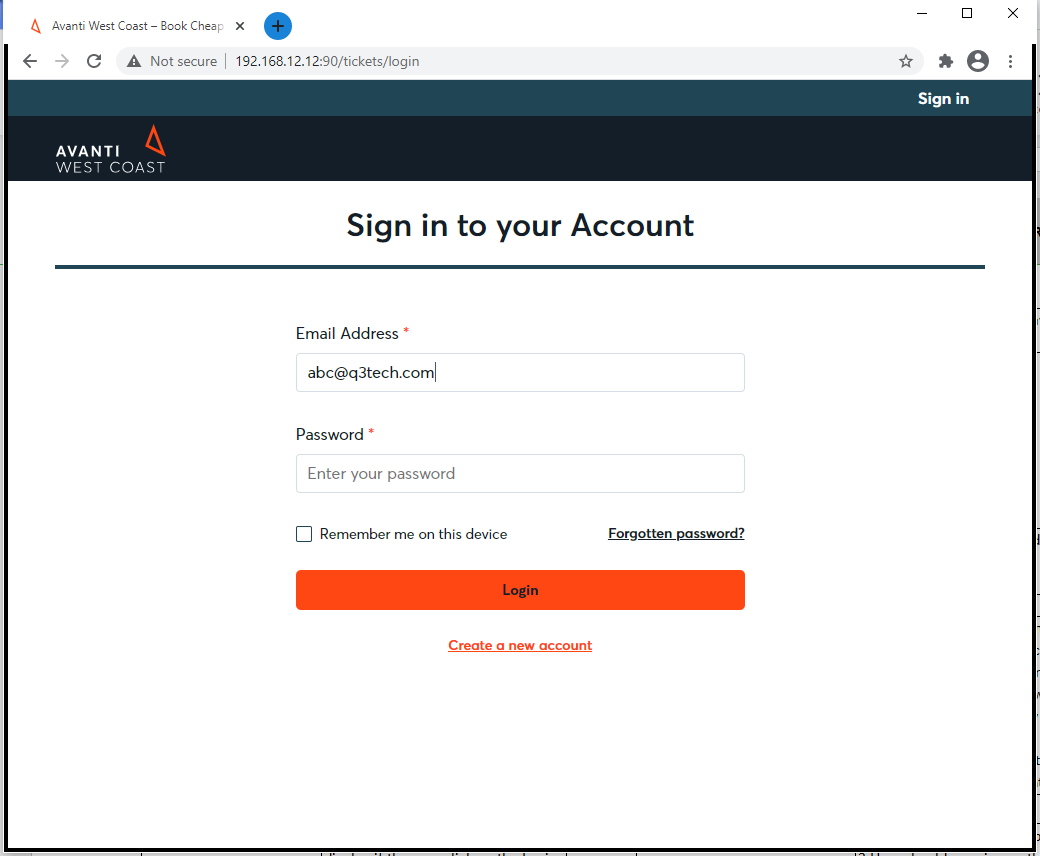 Avanti West Coast – Book Cheap
Not secure
192.168.12.12:90/tickets/login
Sign in
AVANTI
WEST COAST
Sign in to your Account
Email Address *
abc@q3tech.com
Password *
Enter your password
Remember me on this device
Forgotten password?
Login
Create a new account